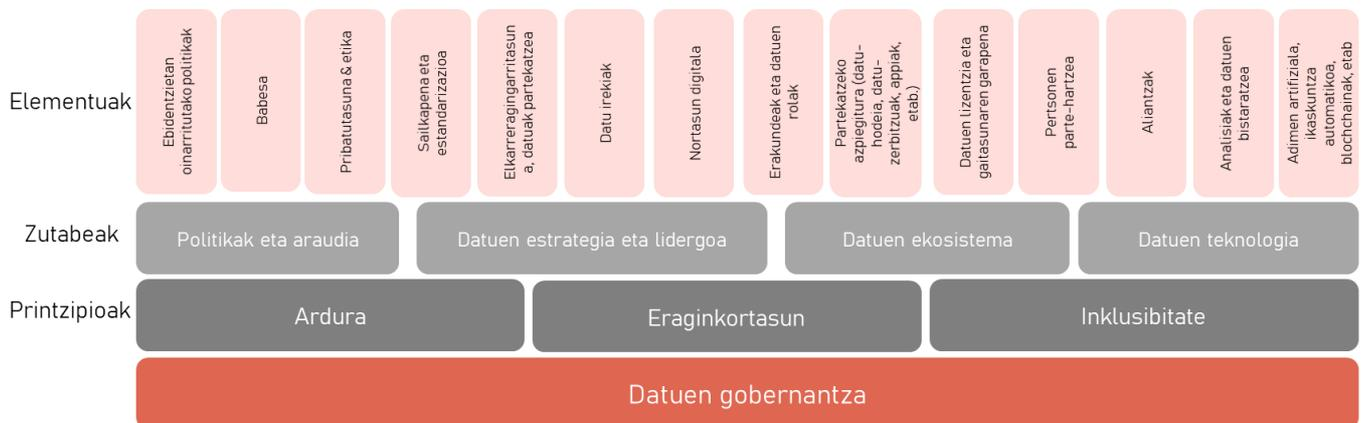 Elementuak
Ebidentzietan
oinarritutako politikak
Babesa
Pribatutasuna & etika
Sailkapena eta
estandarizazioa
Elkarreragingarritasun
a, datuak partekatzea
Datu irekiak
Nortasun digitala
Erakundeak eta datuen
rolak
Partekatzeko
azpiegitura (datu-
hodeia, datu-
zerbitzuak, appiak,
etab.)
Datuen lizentzia eta
gaitasunaren garapena
Pertsonen
parte-hartzea
Aliantzak
Analisiak eta datuen
bistaratzea
Adimen artifiziala,
ikaskuntza
automatikoa,
blochchainak, etab
Zutabeak
Politikak eta araudia
Datuen estrategia eta lidergoa
Datuen ekosistema
Datuen teknologia
Printzipioak
Ardura
Eraginkortasun
Inklusibitate
Datuen gobernantza